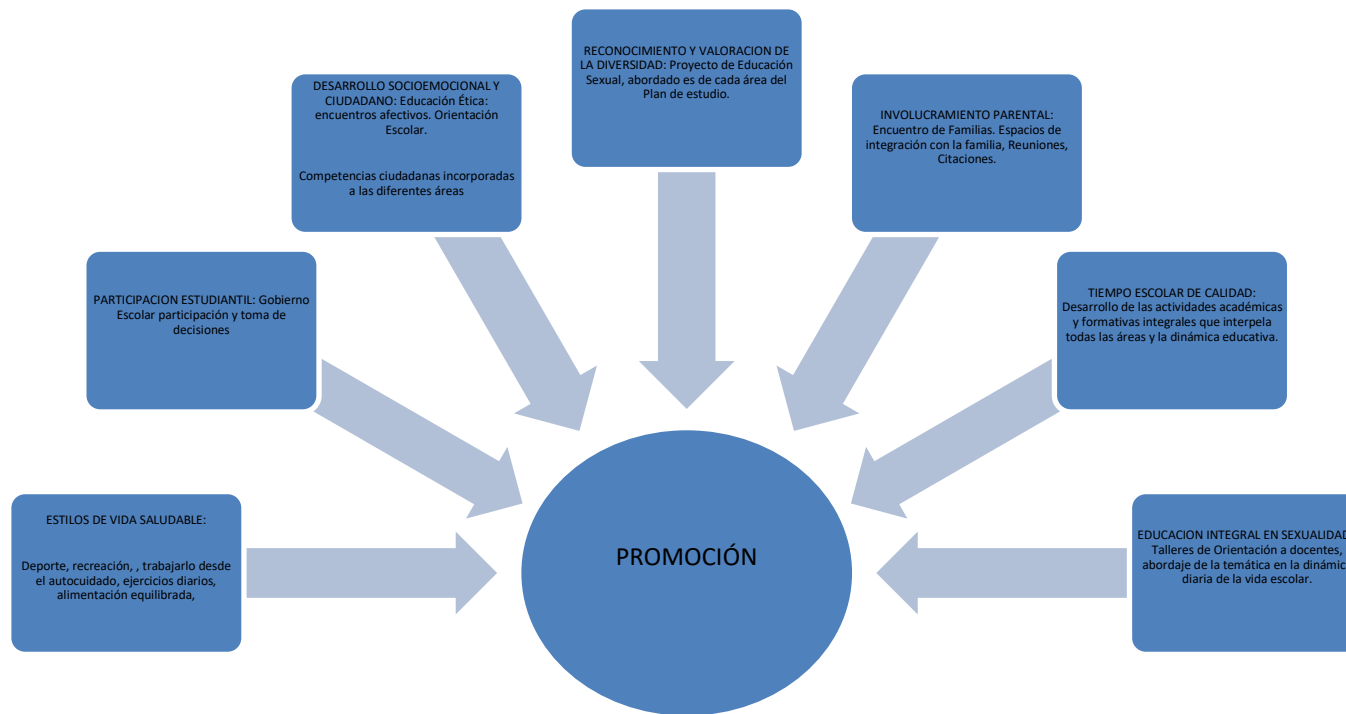 RECONOCIMIENTO Y VALORACION DE
LA DIVERSIDAD: Proyecto de Educación
Sexual, abordado es de cada área del
Plan de estudio.
DESARROLLO SOCIOEMOCIONAL Y
CIUDADANO: Educación Ética:
encuentros afectivos. Orientación
Escolar.
Competencias ciudadanas incorporadas
a las diferentes áreas
INVOLUCRAMIENTO PARENTAL:
Encuentro de Familias. Espacios de
integración con la familia, Reuniones,
Citaciones.
PARTICIPACION ESTUDIANTIL: Gobierno
Escolar participación y toma de
decisiones
TIEMPO ESCOLAR DE CALIDAD:
Desarrollo de las actividades académicas
y formativas integrales que interpela
todas las áreas y la dinámica educativa.
ESTILOS DE VIDA SALUDABLE:
Deporte, recreación, , trabajarlo desde
el autocuidado, ejercicios diarios,
alimentación equilibrada,
PROMOCIÓN
EDUCACION INTEGRAL EN SEXUALIDAD
Talleres de Orientación a docentes,
abordaje de la temática en la dinámic
diaria de la vida escolar.